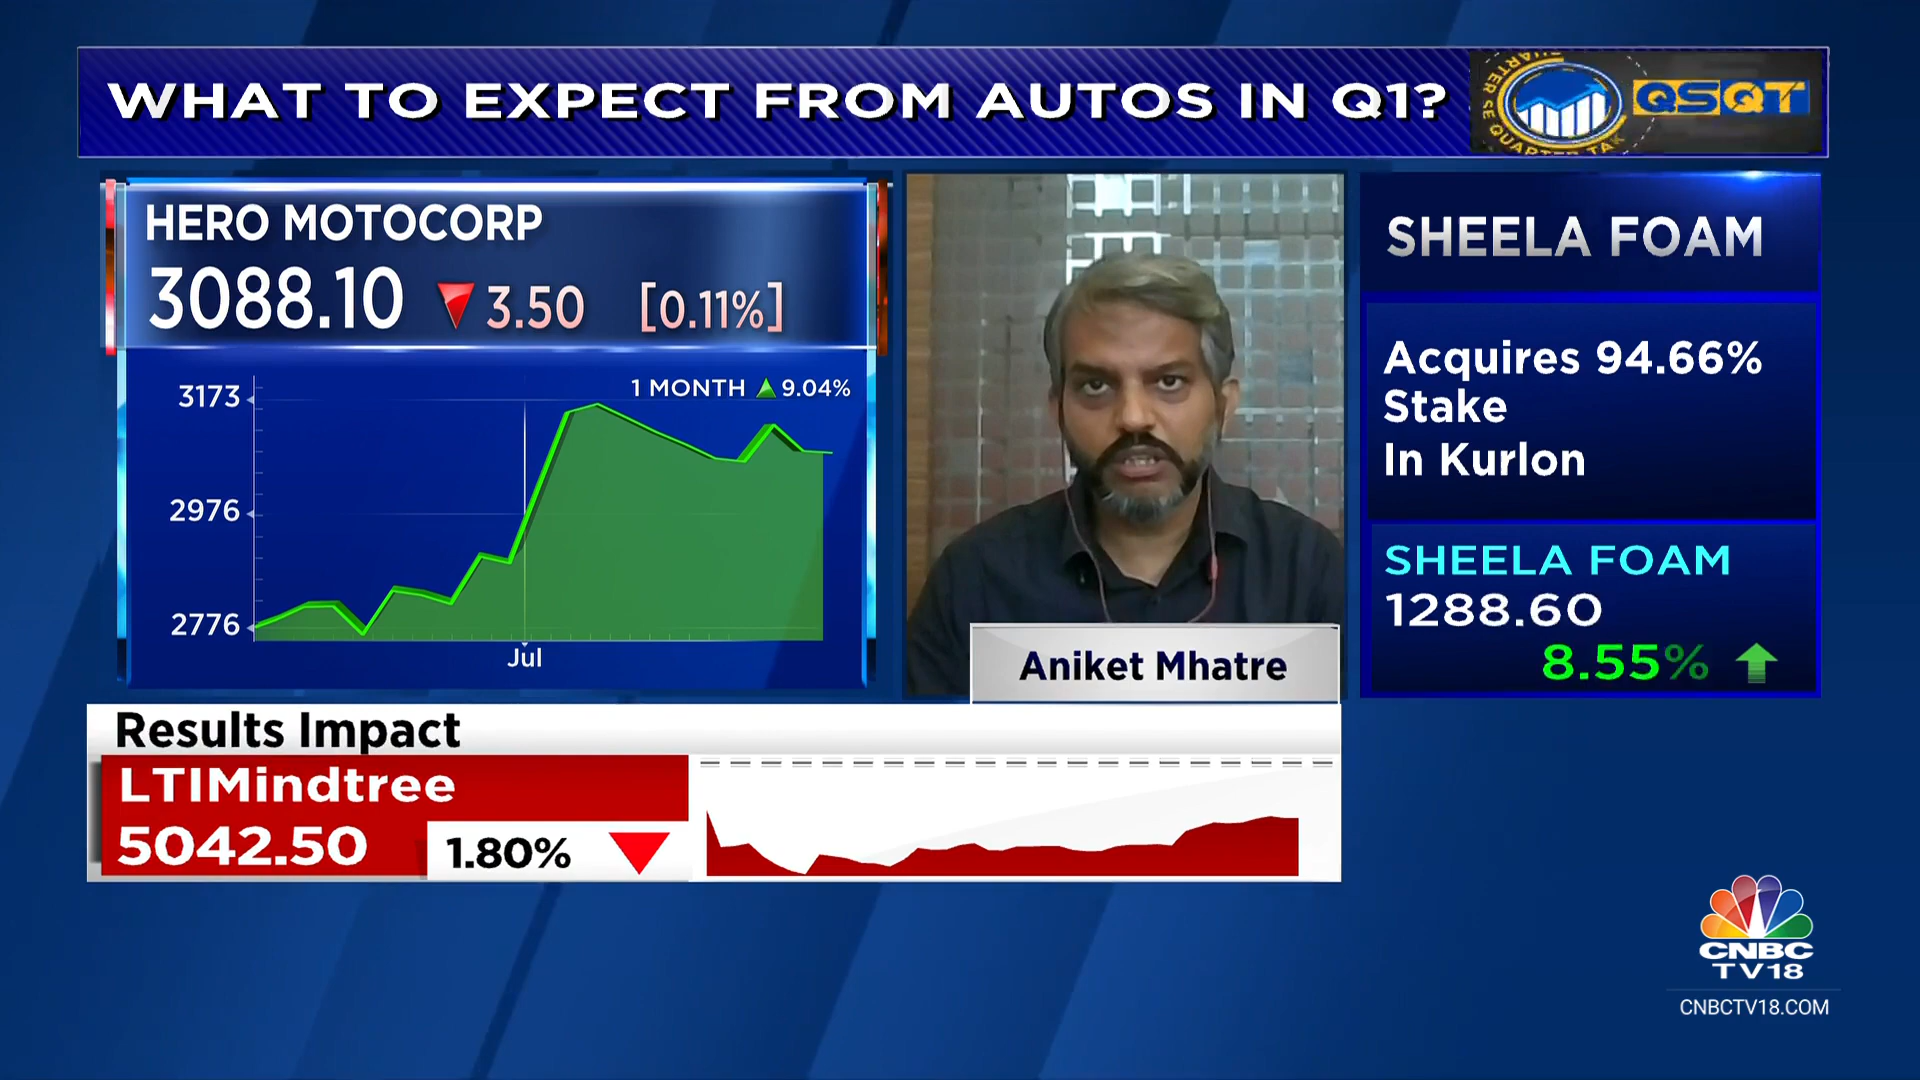 WHAT TO EXPECT FROM AUTOS IN Q1?
QSQT
HERO MOTOCORP
3088.10 ▼ 3.50 [0.11%]
1 MONTH ▲ 9.04%
3173
2976
2776
Jul
Aniket Mhatre
SHEELA FOAM
Acquires 94.66%
Stake
In Kurlon
SHEELA FOAM
1288.60
8.55%
Results Impact
LTIMindtree
5042.50
1.80%
CNBC
TV18
CNBCTV18.COM